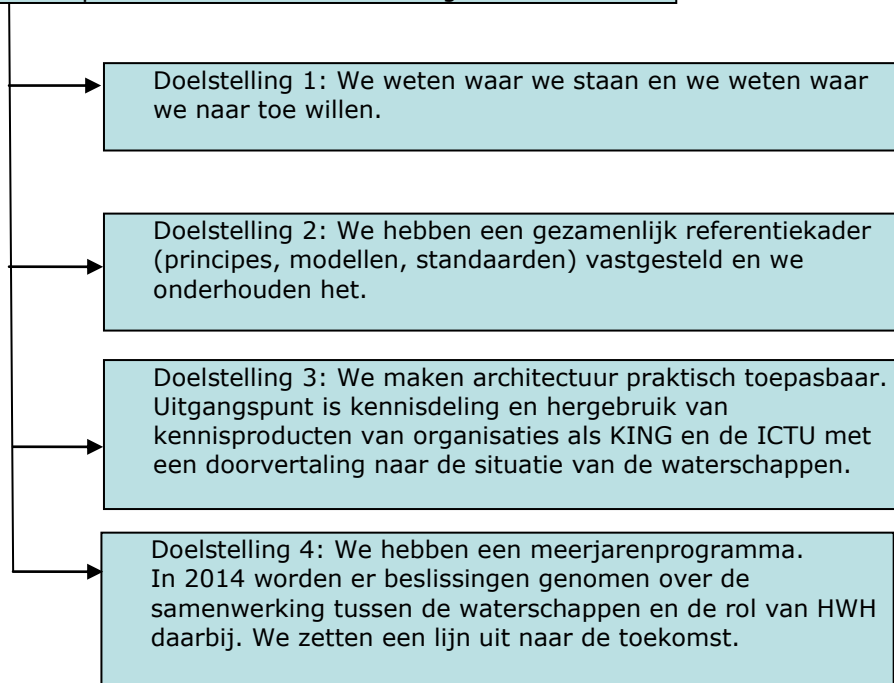 Doelstelling 1: We weten waar we staan en we weten waar
we naar toe willen.
Doelstelling 2: We hebben een gezamenlijk referentiekader
(principes, modellen, standaarden) vastgesteld en we
onderhouden het.
Doelstelling 3: We maken architectuur praktisch toepasbaar.
Uitgangspunt is kennisdeling en hergebruik van
kennisproducten van organisaties als KING en de ICTU met
een doorvertaling naar de situatie van de waterschappen.
Doelstelling 4: We hebben een meerjarenprogramma.
In 2014 worden er beslissingen genomen over de
samenwerking tussen de waterschappen en de rol van HWH
daarbij. We zetten een lijn uit naar de toekomst.